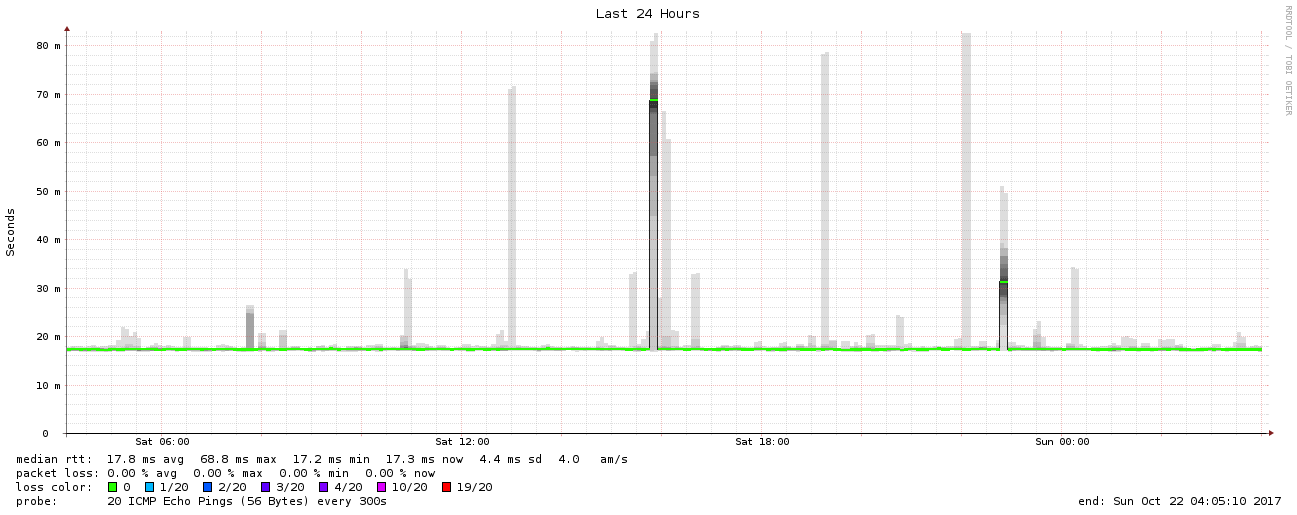 Last 24 Hours
RRDTOOL / TOBI OETIKER
Seconds
80 m
70 m
60 m
50 m
40 m
30 m
20 m
10 m
0
Sat 06:00 Sat 12:00 Sat 18:00 Sun 00:00
median rtt: 17.8 ms avg 68.8 ms max 17.2 ms min 17.3 ms now 4.4 ms sd 4.0 am/s
packet loss: 0.00 % avg 0.00 % max 0.00 % min 0.00 % now
loss color: 0 1/20 2/20 3/20 4/20 10/20 19/20
probe: 20 ICMP Echo Pings (56 Bytes) every 300s end: Sun Oct 22 04:05:10 2017